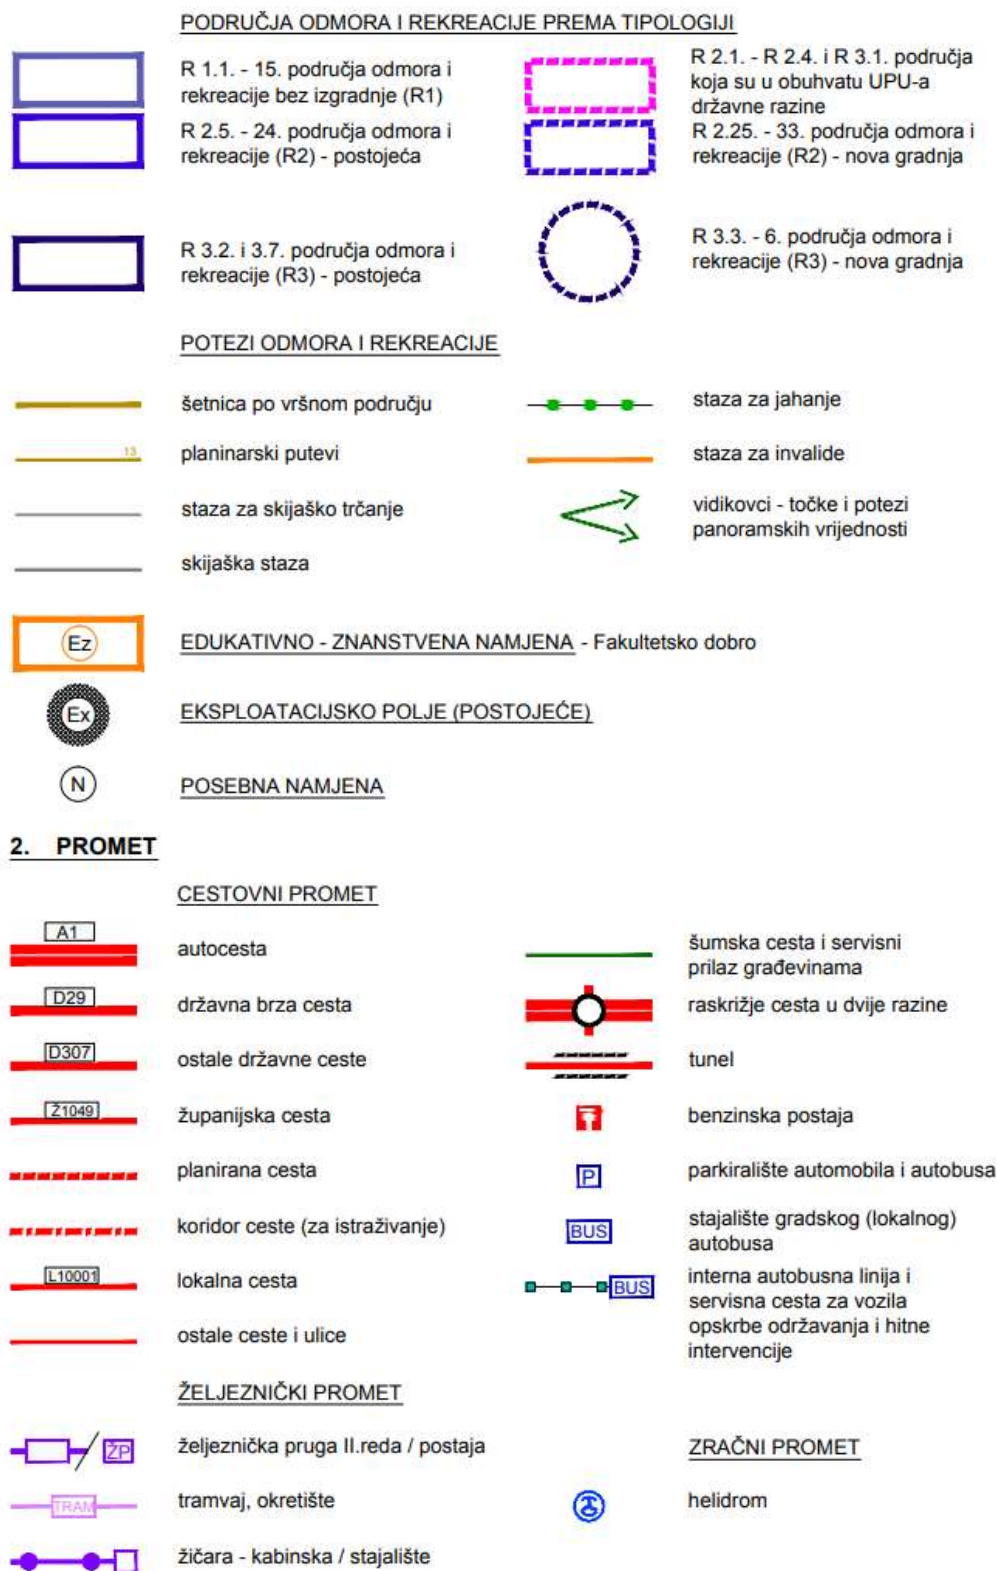 PODRUČJA ODMORA I REKREACIJE PREMA TIPOLOGIJI
R 1.1. - 15. područja odmora i
rekreacije bez izgradnje (R1)
R 2.1. - R 2.4. i R 3.1. područja
koja su u obuhvatu UPU-a
državne razine
R 2.5. - 24. područja odmora i
rekreacije (R2) - postojeća
R 2.25. - 33. područja odmora i
rekreacije (R2) - nova gradnja
R 3.2. i 3.7. područja odmora i
rekreacije (R3) - postojeća
R 3.3. - 6. područja odmora i
rekreacije (R3) - nova gradnja
POTEZI ODMORA I REKREACIJE
šetnica po vršnom području
staza za jahanje
13
planinarski putevi
staza za invalide
staza za skijaško trčanje
vidikovci - točke i potezi
panoramskih vrijednosti
skijaška staza
Ez
EDUKATIVNO - ZNANSTVENA NAMJENA - Fakultetsko dobro
Ex
EKSPLOATACIJSKO POLJE (POSTOJEĆE)
N
POSEBNA NAMJENA
2. PROMET
CESTOVNI PROMET
A1
autocesta
šumska cesta i servisni
prilaz građevinama
D29
državna brza cesta
raskrižje cesta u dvije razine
D307
ostale državne ceste
tunel
Ž1049
županijska cesta
benzinska postaja
planirana cesta
P
parkiralište automobila i autobusa
koridor ceste (za istraživanje)
BUS
stajalište gradskog (lokalnog)
autobusa
L10001
lokalna cesta
BUS
interna autobusna linija i
servisna cesta za vozila
opskrbe održavanja i hitne
intervencije
ostale ceste i ulice
ŽELJEZNIČKI PROMET
ŽP
željeznička pruga II.reda / postaja
ZRAČNI PROMET
TRAM
tramvaj, okretište
helidrom
žičara - kabinska / stajalište